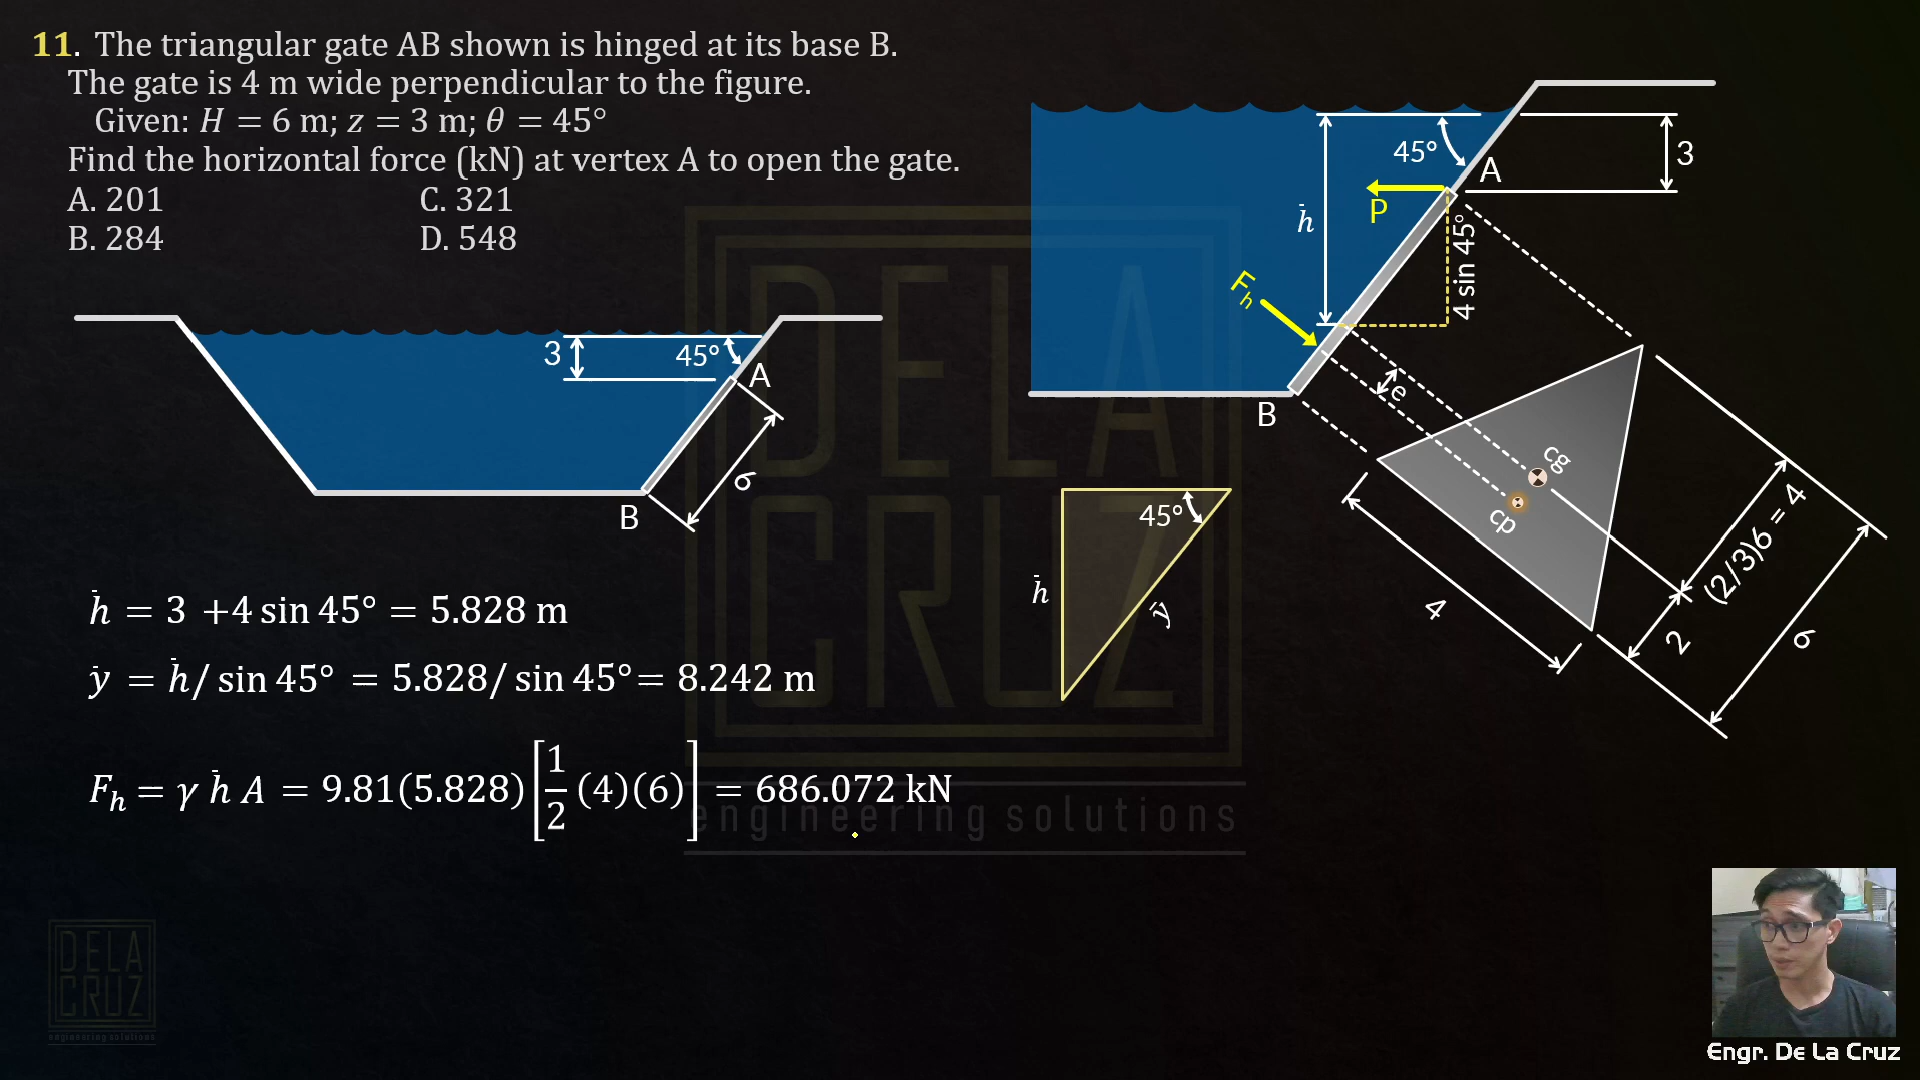 11. The triangular gate AB shown is hinged at its base B.
The gate is 4 m wide perpendicular to the figure.
Given: H = 6 m; z = 3 m; θ = 45°
Find the horizontal force (kN) at vertex A to open the gate.
A. 201 C. 321
B. 284 D. 548
3
45°
A
6
B
45°
A
3
h̄
P
4 sin 45°
F_h
B
e
cg
cp
4
2
(2/3)6 = 4
6
45°
h̄
ȳ
h̄ = 3 +4 sin 45° = 5.828 m
ȳ = h̄/ sin 45° = 5.828/ sin 45°= 8.242 m
F_h = γ h̄ A = 9.81(5.828)[1/2 (4)(6)] = 686.072 kN
DELA
CRUZ
engineering solutions
DELA
CRUZ
engineering solutions
Engr. De La Cruz